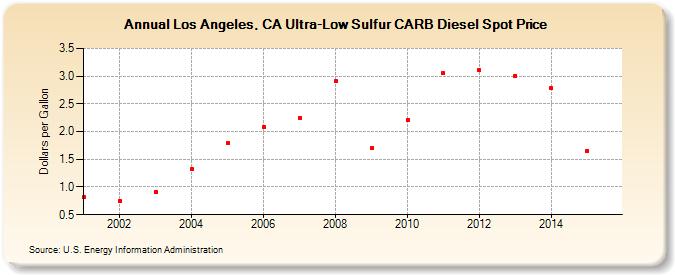 Annual Los Angeles, CA Ultra-Low Sulfur CARB Diesel Spot Price
Dollars per Gallon
3.5
3.0
2.5
2.0
1.5
1.0
0.5
2002 2004 2006 2008 2010 2012 2014
Source: U.S. Energy Information Administration